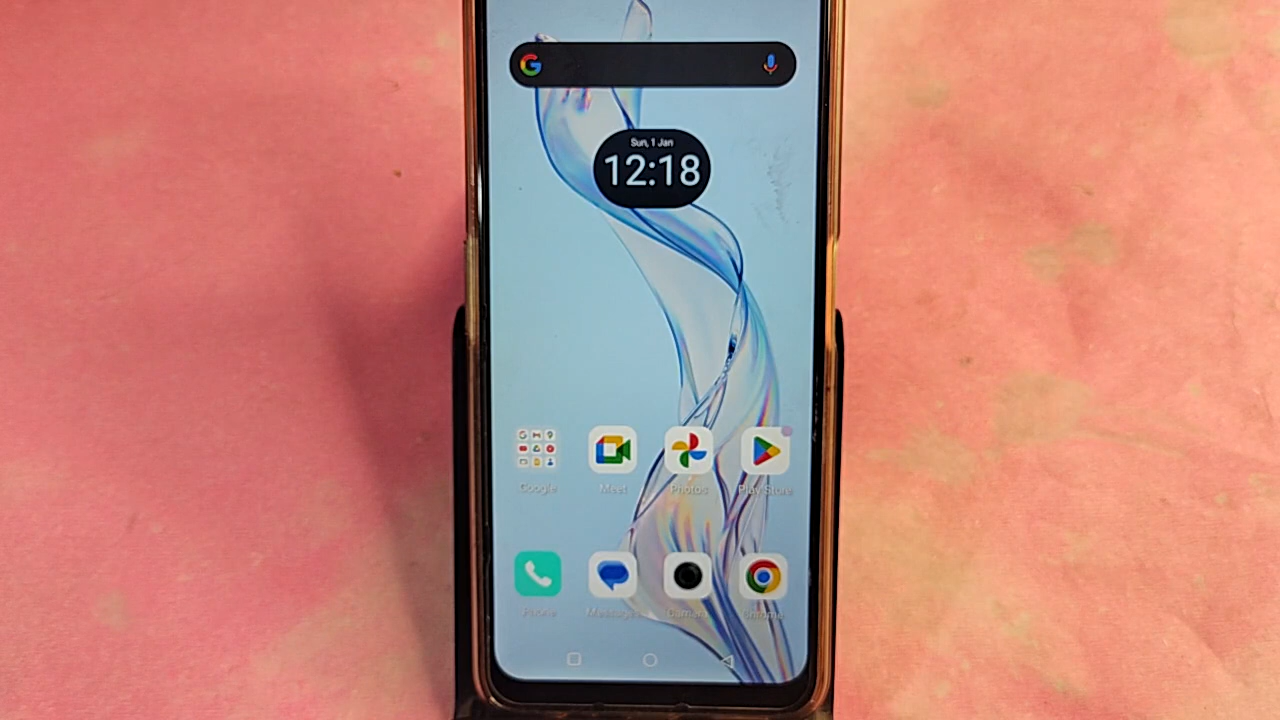 Sun, 1 Jan
12:18
Google
Meet
Photos
Play Store
Phone
Messages
Camera
Chrome